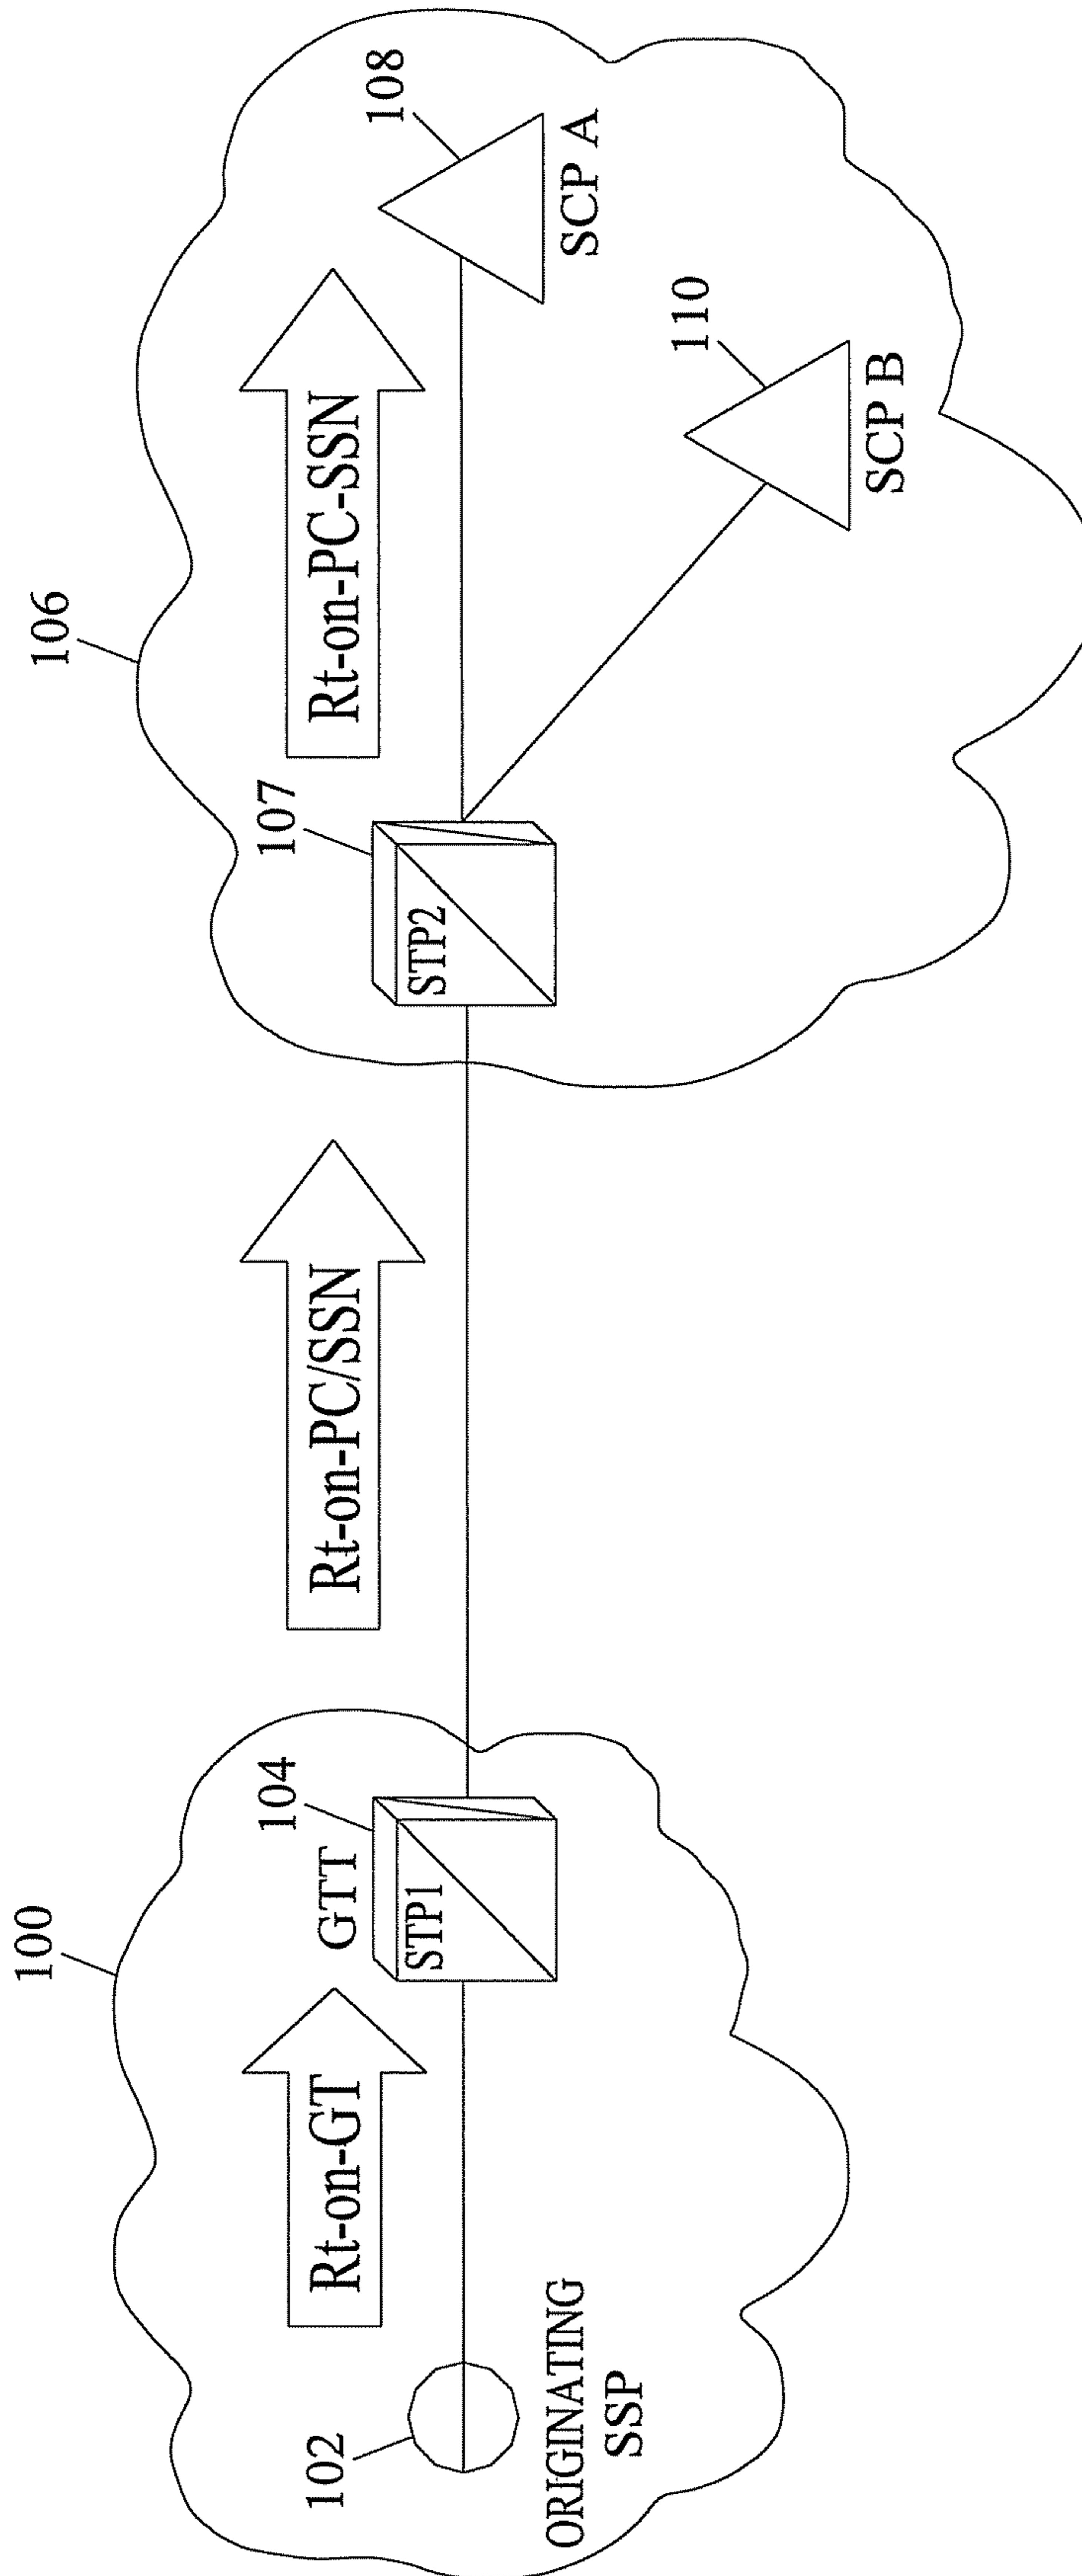 100
106
Rt-on-GT
GTT
104
Rt-on-PC/SSN
107
Rt-on-PC-SSN
108
STP1
STP2
102
ORIGINATING
SSP
SCP A
110
SCP B